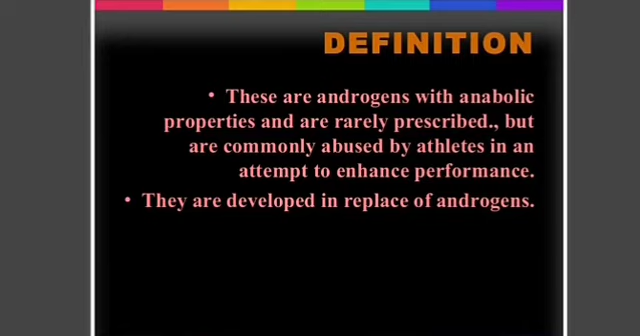 DEFINITION
• These are androgens with anabolic
properties and are rarely prescribed., but
are commonly abused by athletes in an
attempt to enhance performance.
• They are developed in replace of androgens.